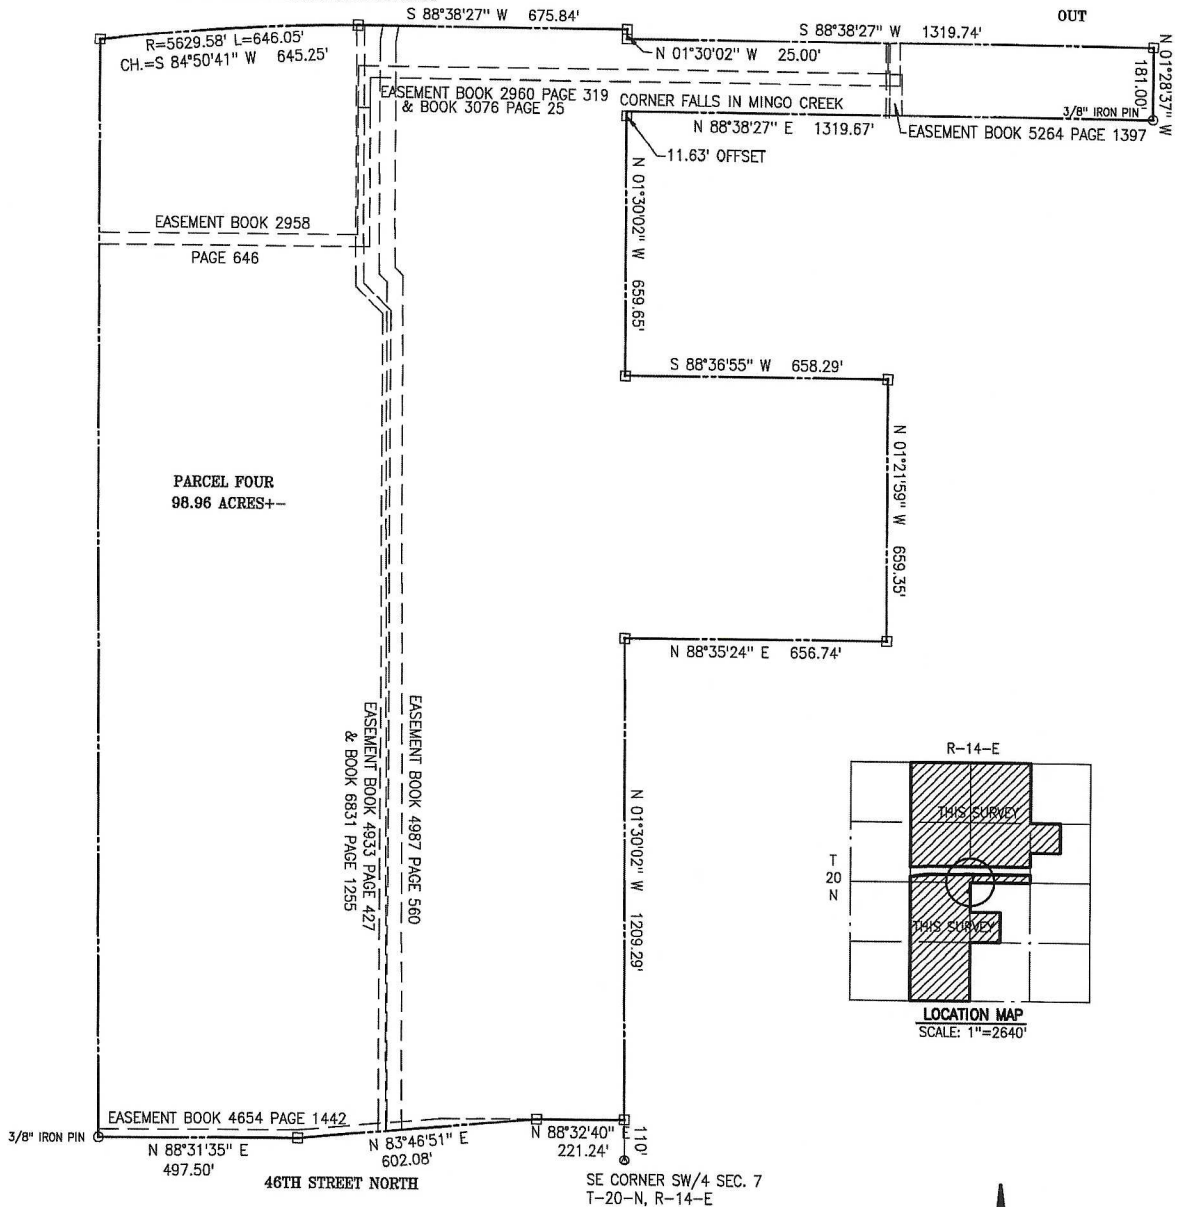 S 88°38'27" W 675.84'
OUT
S 88°38'27" W 1319.74'
R=5629.58' L=646.05'
CH.=S 84°50'41" W 645.25'
N 01°30'02" W 25.00'
N 01°28'37" W
181.00'
EASEMENT BOOK 2960 PAGE 319
& BOOK 3076 PAGE 25
CORNER FALLS IN MINGO CREEK
3/8" IRON PIN
N 88°38'27" E 1319.67'
EASEMENT BOOK 5264 PAGE 1397
11.63' OFFSET
N 01°30'02" W 659.65'
EASEMENT BOOK 2958
PAGE 646
S 88°36'55" W 658.29'
N 01°21'59" W 659.35'
PARCEL FOUR
98.96 ACRES+-
N 88°35'24" E 656.74'
EASEMENT BOOK 4987 PAGE 560
EASEMENT BOOK 4933 PAGE 427
& BOOK 6831 PAGE 1255
N 01°30'02" W 1209.29'
R-14-E
THIS SURVEY
T
20
N
THIS SURVEY
LOCATION MAP
SCALE: 1"=2640'
EASEMENT BOOK 4654 PAGE 1442
3/8" IRON PIN
N 88°31'35" E
497.50'
N 83°46'51" E
602.08'
N 88°32'40" E
221.24'
110'
46TH STREET NORTH
SE CORNER SW/4 SEC. 7
T-20-N, R-14-E